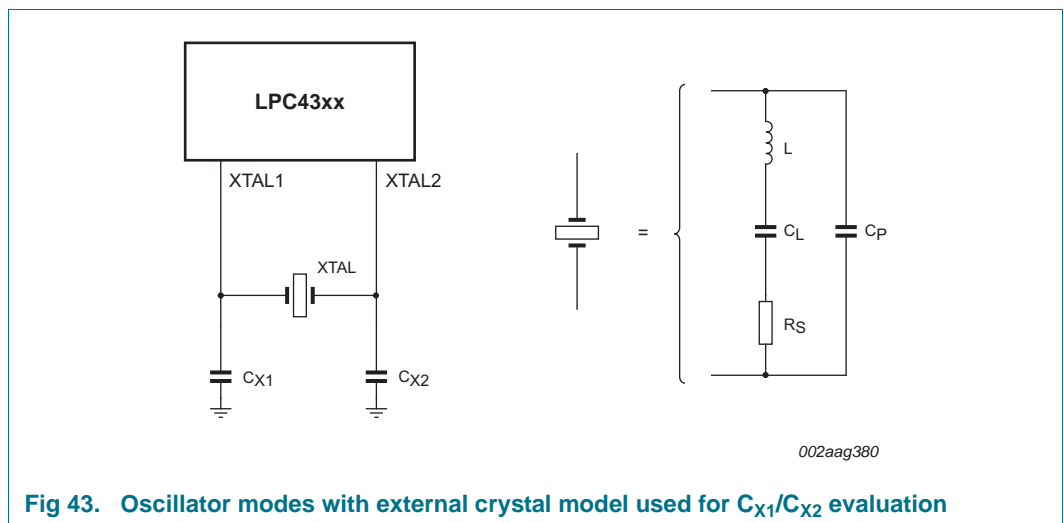 LPC43xx
XTAL1
XTAL2
XTAL
CX1
CX2
=
L
CL
CP
RS
002aag380
Fig 43. Oscillator modes with external crystal model used for CX1/CX2 evaluation